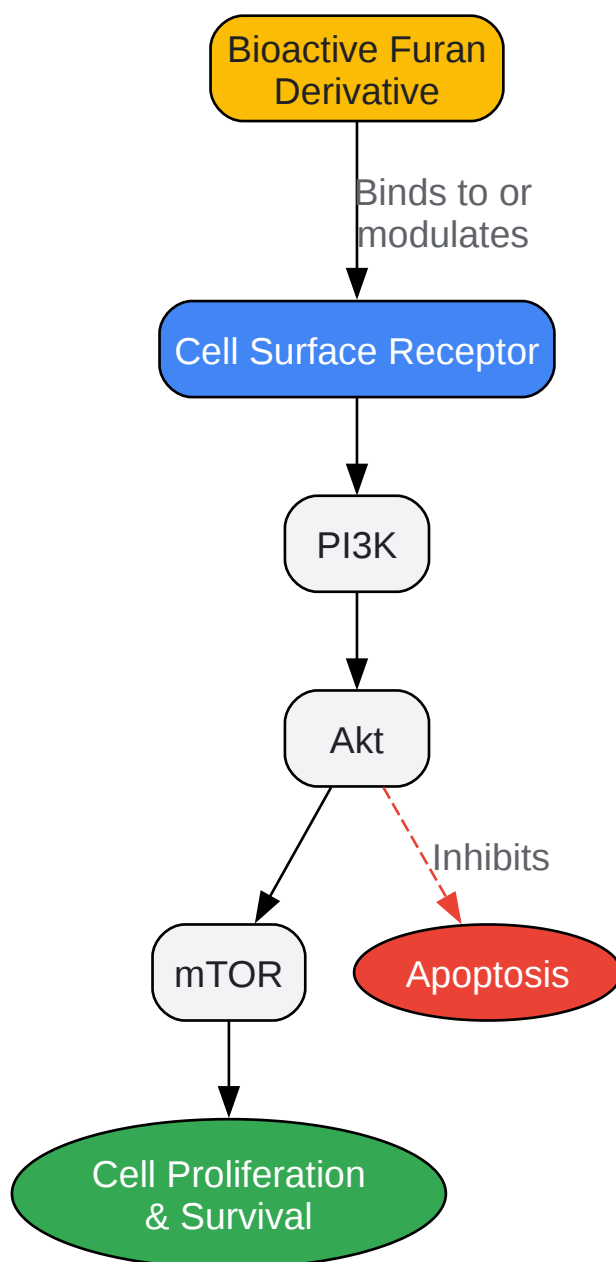 Bioactive Furan
Derivative
Binds to or
modulates
Cell Surface Receptor
PI3K
Akt
Inhibits
mTOR
Apoptosis
Cell Proliferation
& Survival